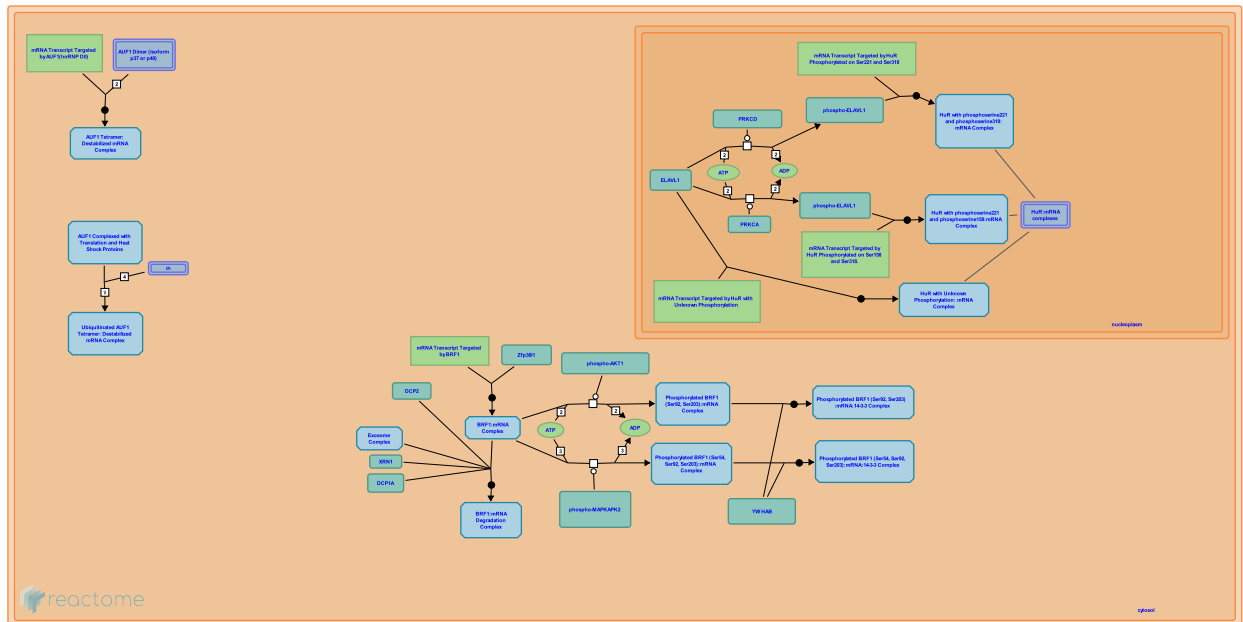 mRNA Transcript Targeted
by AUF1(hnRNP D0)
AUF1 Dimer (isoform
p37 or p40)
2
AUF1 Tetramer:
Destabilized mRNA
Complex
AUF1 Complexed with
Translation and Heat
Shock Proteins
Ub
4
Ubiquitinated AUF1
Tetramer: Destabilized
mRNA Complex
mRNA Transcript Targeted by HuR
Phosphorylated on Ser221 and Ser318
phospho-ELAVL1
HuR with phosphoserine221
and phosphoserine318:
mRNA Complex
PRKCD
2
2
ATP
ADP
ELAVL1
2
2
PRKCA
phospho-ELAVL1
HuR with phosphoserine221
and phosphoserine158:mRNA
Complex
HuR:mRNA
complexes
mRNA Transcript Targeted by
HuR Phosphorylated on Ser158
and Ser318.
mRNA Transcript Targeted by HuR with
Unknown Phosphorylation
HuR with Unknown
Phosphorylation: mRNA
Complex
nucleoplasm
mRNA Transcript Targeted
by BRF1
Zfp36l1
phospho-AKT1
DCP2
2
2
ATP
ADP
BRF1:mRNA
Complex
Phosphorylated BRF1
(Ser92, Ser203):mRNA
Complex
Phosphorylated BRF1 (Ser92, Ser203)
:mRNA:14-3-3 Complex
Exosome
Complex
XRN1
DCP1A
3
3
Phosphorylated BRF1 (Ser54,
Ser92, Ser203):mRNA
Complex
Phosphorylated BRF1 (Ser54, Ser92,
Ser203):mRNA:14-3-3 Complex
BRF1:mRNA
Degradation
Complex
phospho-MAPKAPK2
YWHAB
reactome
cytosol